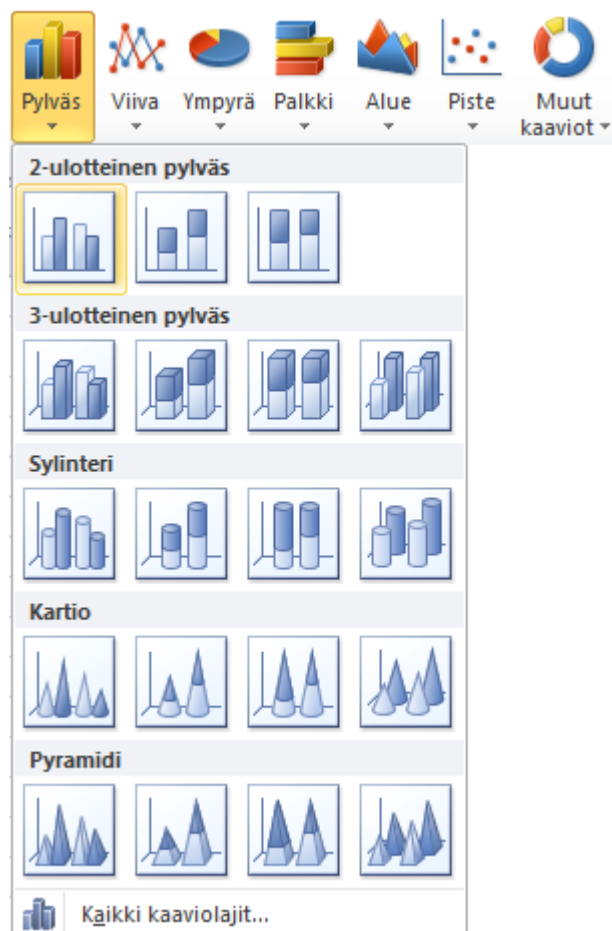 Pylväs Viiva Ympyrä Palkki Alue Piste Muut
kaaviot
2-ulotteinen pylväs
3-ulotteinen pylväs
Sylinteri
Kartio
Pyramidi
Kaikki kaaviolajit...